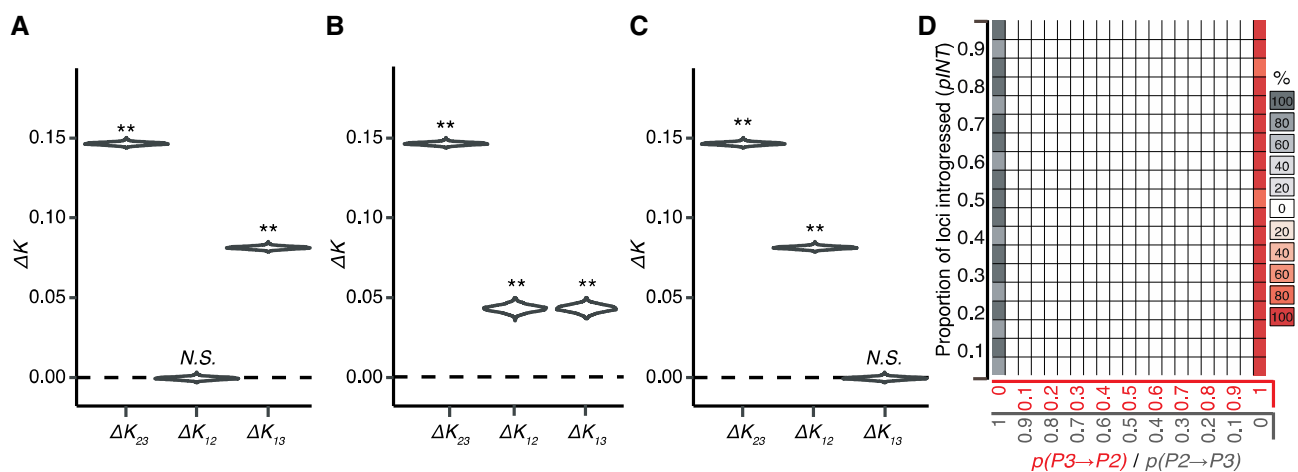 A
B
C
D
ΔK
0.15
0.10
0.05
0.00
**
N.S.
**
ΔK23
ΔK12
ΔK13
ΔK
0.15
0.10
0.05
0.00
**
**
**
ΔK23
ΔK12
ΔK13
ΔK
0.15
0.10
0.05
0.00
**
**
N.S.
ΔK23
ΔK12
ΔK13
Proportion of loci introgressed (pINT)
0.9
0.8
0.7
0.6
0.5
0.4
0.3
0.2
0.1
%
100
80
60
40
20
0
20
40
60
80
100
0 0.1 0.2 0.3 0.4 0.5 0.6 0.7 0.8 0.9 1
1 0.9 0.8 0.7 0.6 0.5 0.4 0.3 0.2 0.1 0
p(P3→P2) / p(P2→P3)